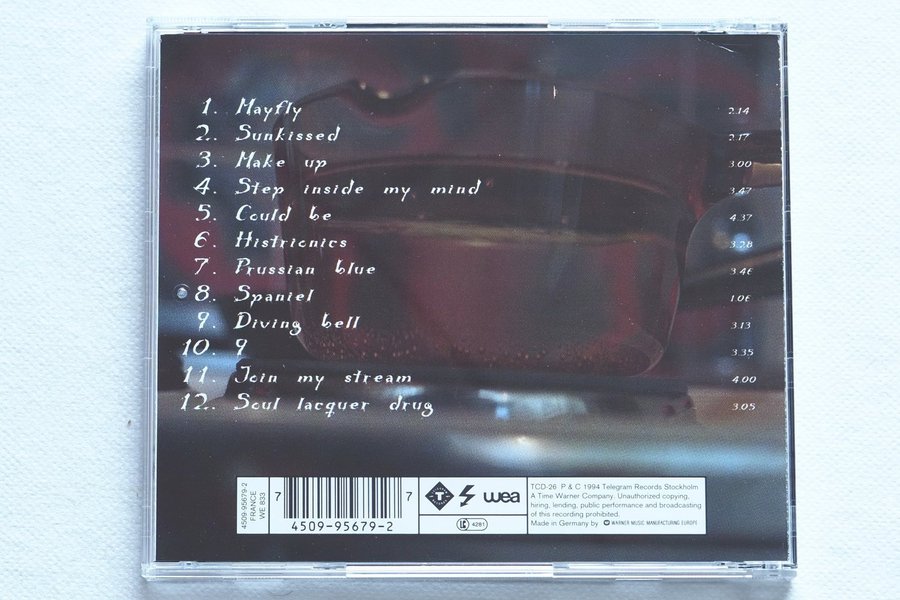 1. Mayfly 2.14
2. Sunkissed 2.17
3. Make up 3.00
4. Step inside my mind 3.47
5. Could be 4.37
6. Histrionics 3.28
7. Prussian blue 3.46
8. Spaniel 1.06
9. Diving bell 3.13
10. 9 3.35
11. Join my stream 4.00
12. Soul lacquer drug 3.05
4509-95679-2
FRANCE
WE 833
7 7
4509-95679-2
T
wea
LC 4281
TCD-26 P & C 1994 Telegram Records Stockholm
A Time Warner Company. Unauthorized copying,
hiring, lending, public performance and broadcasting
of this recording prohibited.
Made in Germany by WARNER MUSIC MANUFACTURING EUROPE